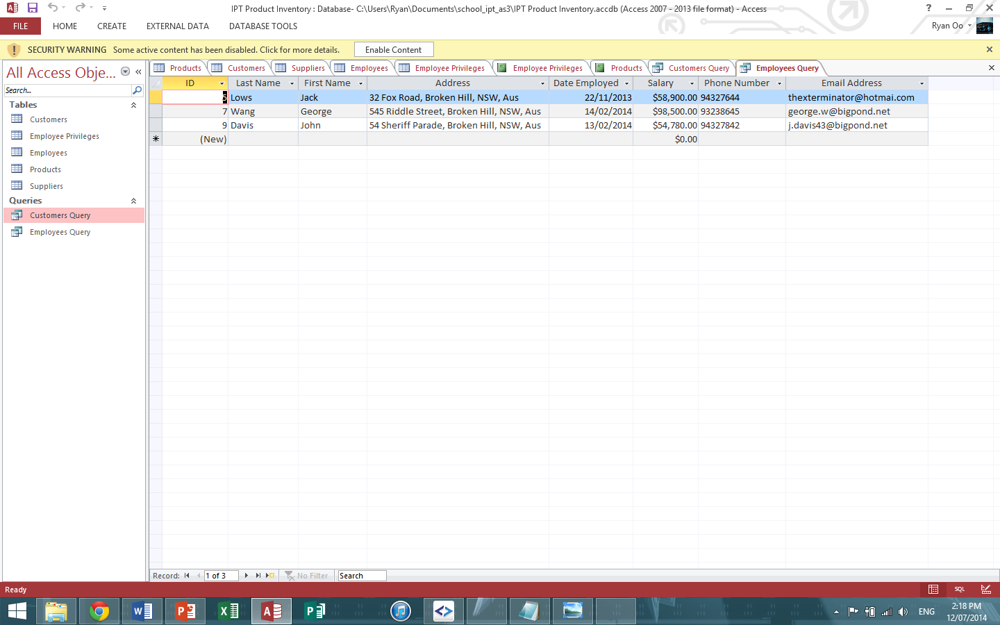 IPT Product Inventory : Database- C:\Users\Ryan\Documents\school_ipt_as3\IPT Product Inventory.accdb (Access 2007 - 2013 file format) - Access
FILE HOME CREATE EXTERNAL DATA DATABASE TOOLS Ryan Oo
SECURITY WARNING Some active content has been disabled. Click for more details. Enable Content
All Access Obje...
Search...
Tables
Customers
Employee Privileges
Employees
Products
Suppliers
Queries
Customers Query
Employees Query
Products Customers Suppliers Employees Employee Privileges Employee Privileges Products Customers Query Employees Query
ID Last Name First Name Address Date Employed Salary Phone Number Email Address
Lows Jack 32 Fox Road, Broken Hill, NSW, Aus 22/11/2013 $58,900.00 94327644 thexterminator@hotmai.com
7 Wang George 545 Riddle Street, Broken Hill, NSW, Aus 14/02/2014 $98,500.00 93238645 george.w@bigpond.net
9 Davis John 54 Sheriff Parade, Broken Hill, NSW, Aus 13/02/2014 $54,780.00 94327842 j.davis43@bigpond.net
(New) $0.00
Record: 1 of 3 No Filter Search
Ready SQL
ENG 2:18 PM
12/07/2014